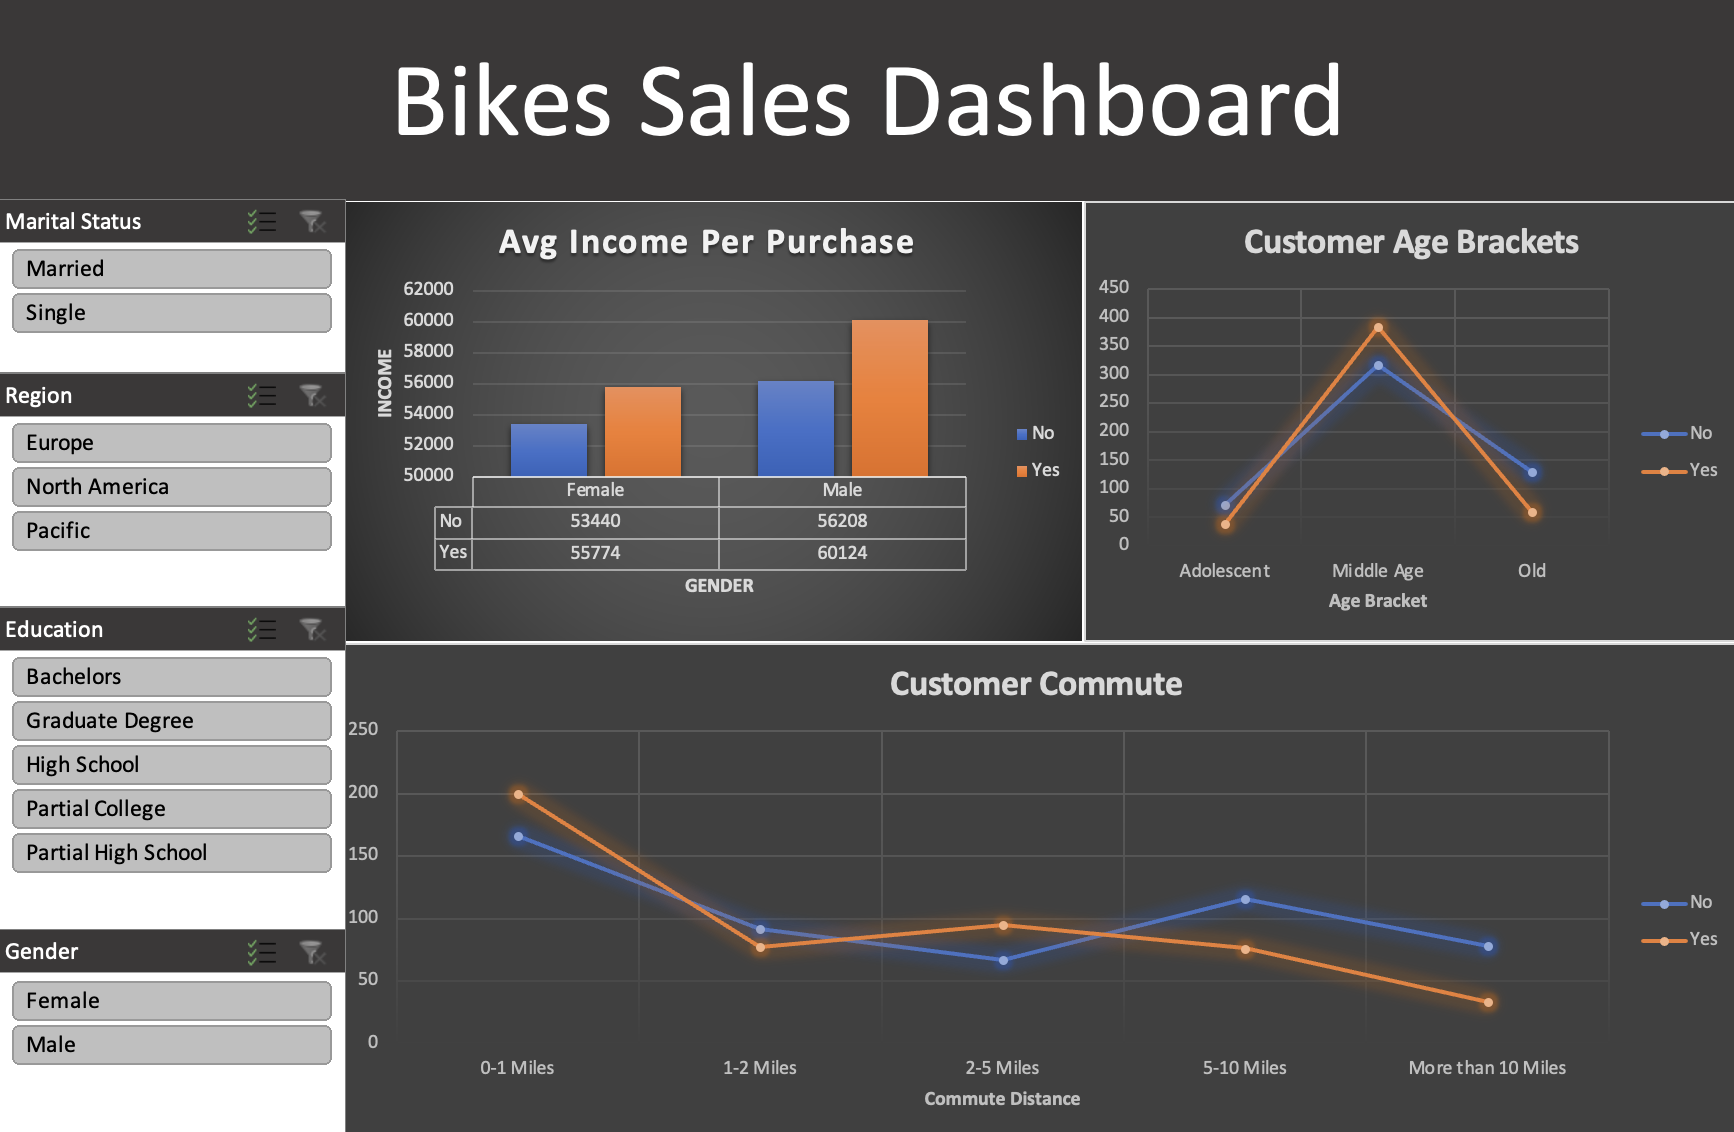 Bikes Sales Dashboard
Marital Status
Married
Single
Region
Europe
North America
Pacific
Education
Bachelors
Graduate Degree
High School
Partial College
Partial High School
Gender
Female
Male
Avg Income Per Purchase
INCOME
62000
60000
58000
56000
54000
52000
50000
Female Male
No 53440 56208
Yes 55774 60124
GENDER
No
Yes
Customer Age Brackets
450
400
350
300
250
200
150
100
50
0
Adolescent Middle Age Old
Age Bracket
No
Yes
Customer Commute
250
200
150
100
50
0
0-1 Miles 1-2 Miles 2-5 Miles 5-10 Miles More than 10 Miles
Commute Distance
No
Yes